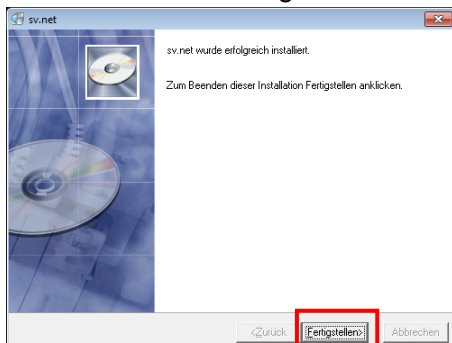 sv.net
sv.net wurde erfolgreich installiert.
Zum Beenden dieser Installation Fertigstellen anklicken.
<Zurück
Fertigstellen>
Abbrechen